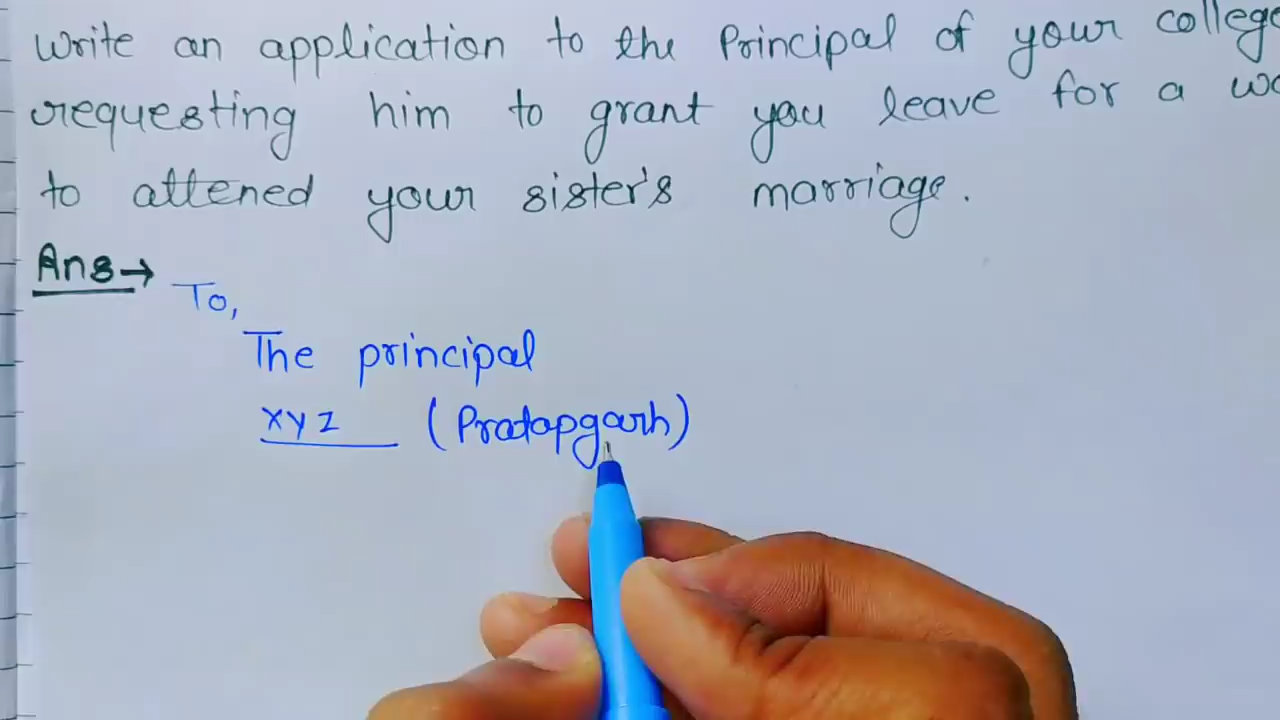 Write an application to the Principal of your college
requesting him to grant you leave for a
to attened your sister's marriage.
Ans→
To,
The principal
xyz (Pratapgarh)